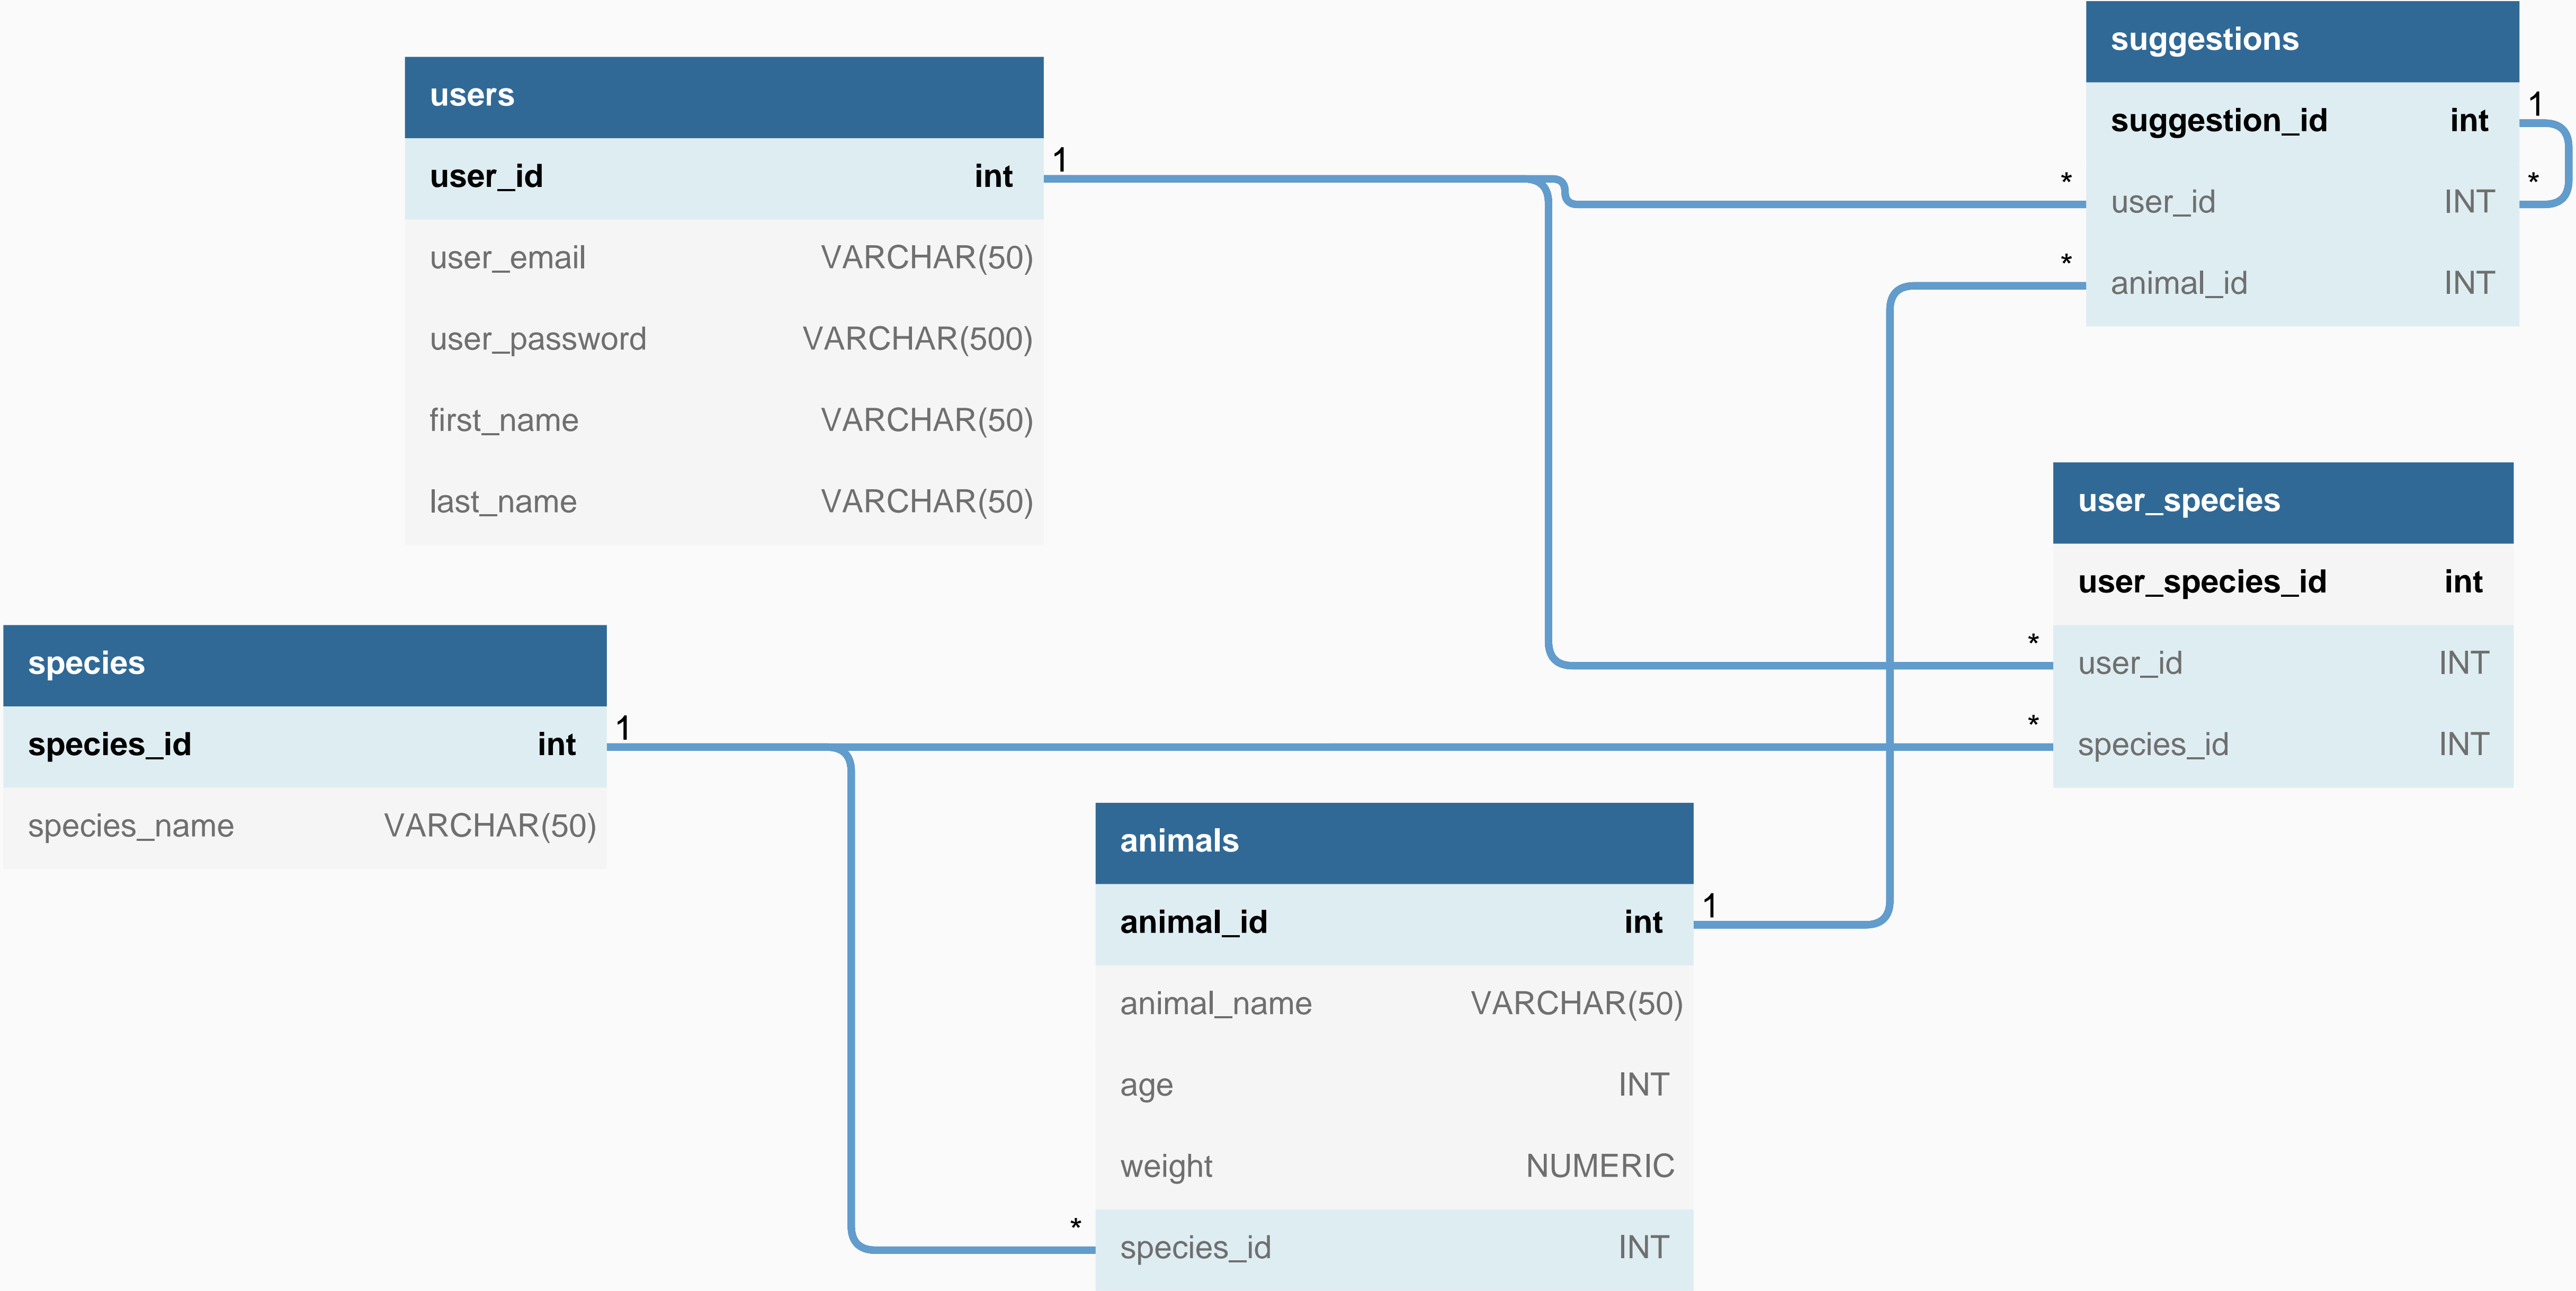 users
user_id int
user_email VARCHAR(50)
user_password VARCHAR(500)
first_name VARCHAR(50)
last_name VARCHAR(50)
1
suggestions
suggestion_id int
user_id INT
animal_id INT
1
*
*
*
user_species
user_species_id int
user_id INT
species_id INT
*
*
species
species_id int
species_name VARCHAR(50)
1
animals
animal_id int
animal_name VARCHAR(50)
age INT
weight NUMERIC
species_id INT
1
*